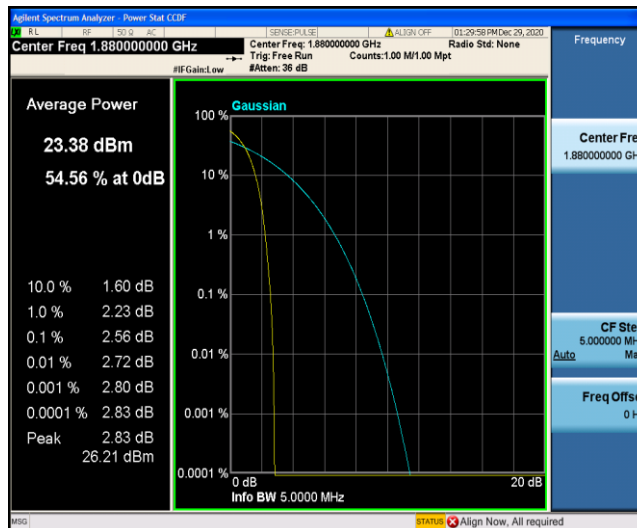 Agilent Spectrum Analyzer - Power Stat CCDF
RL RF 50 Ω AC SENSE:PULSE ALIGN OFF 01:29:58 PM Dec 29, 2020
Center Freq 1.880000000 GHz
Center Freq: 1.880000000 GHz Radio Std: None
Trig: Free Run Counts:1.00 M/1.00 Mpt
#IFGain:Low #Atten: 36 dB
Frequency
Average Power
23.38 dBm
54.56 % at 0dB
10.0 % 1.60 dB
1.0 % 2.23 dB
0.1 % 2.56 dB
0.01 % 2.72 dB
0.001 % 2.80 dB
0.0001 % 2.83 dB
Peak 2.83 dB
26.21 dBm
Gaussian
100 %
10 %
1 %
0.1 %
0.01 %
0.001 %
0.0001 %
0 dB 20 dB
Info BW 5.0000 MHz
Center Fre
1.880000000 GH
CF Ste
5.000000 MH
Auto Ma
Freq Offse
0 H
MSG STATUS Align Now, All required